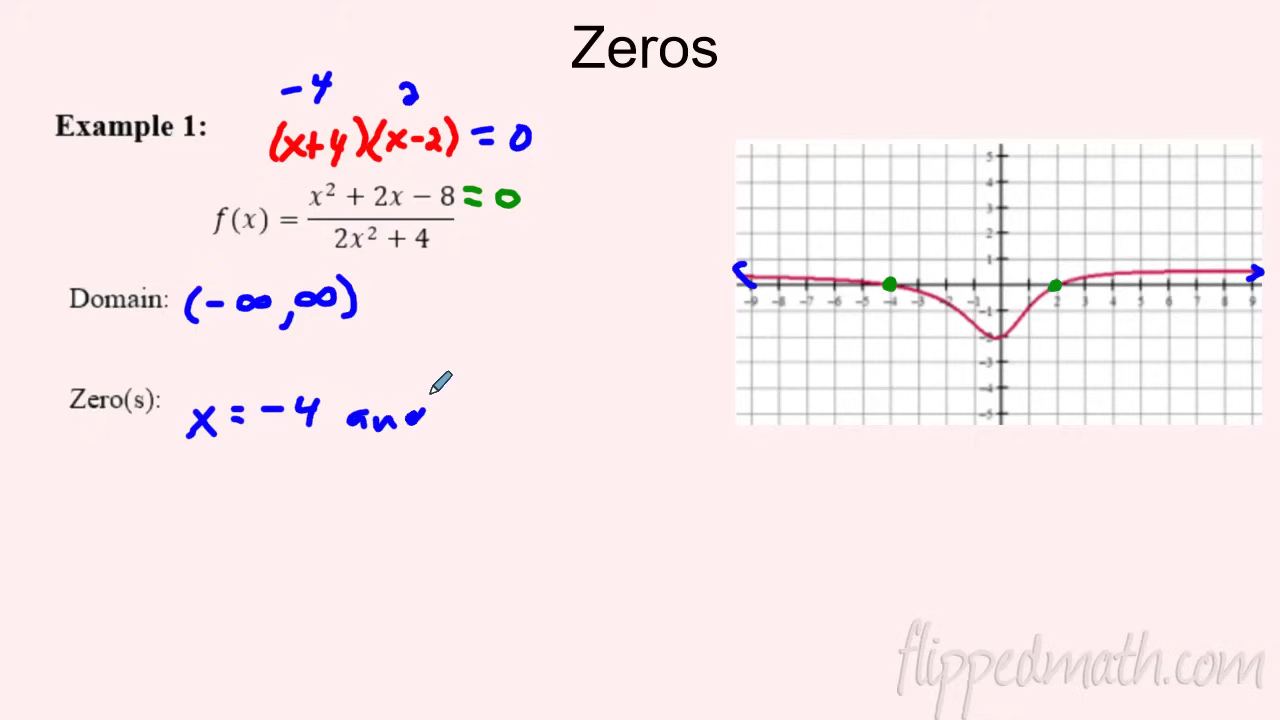 Zeros
-4 2
Example 1: (x+4)(x-2) = 0
f(x) = (x² + 2x − 8)/(2x² + 4) = 0
Domain: (-∞, ∞)
Zero(s): x = -4 and
5
4
3
2
1
-9 -8 -7 -6 -5 -4 -3 -2 -1 1 2 3 4 5 6 7 8 9
-1
-2
-3
-4
-5
flippedmath.com